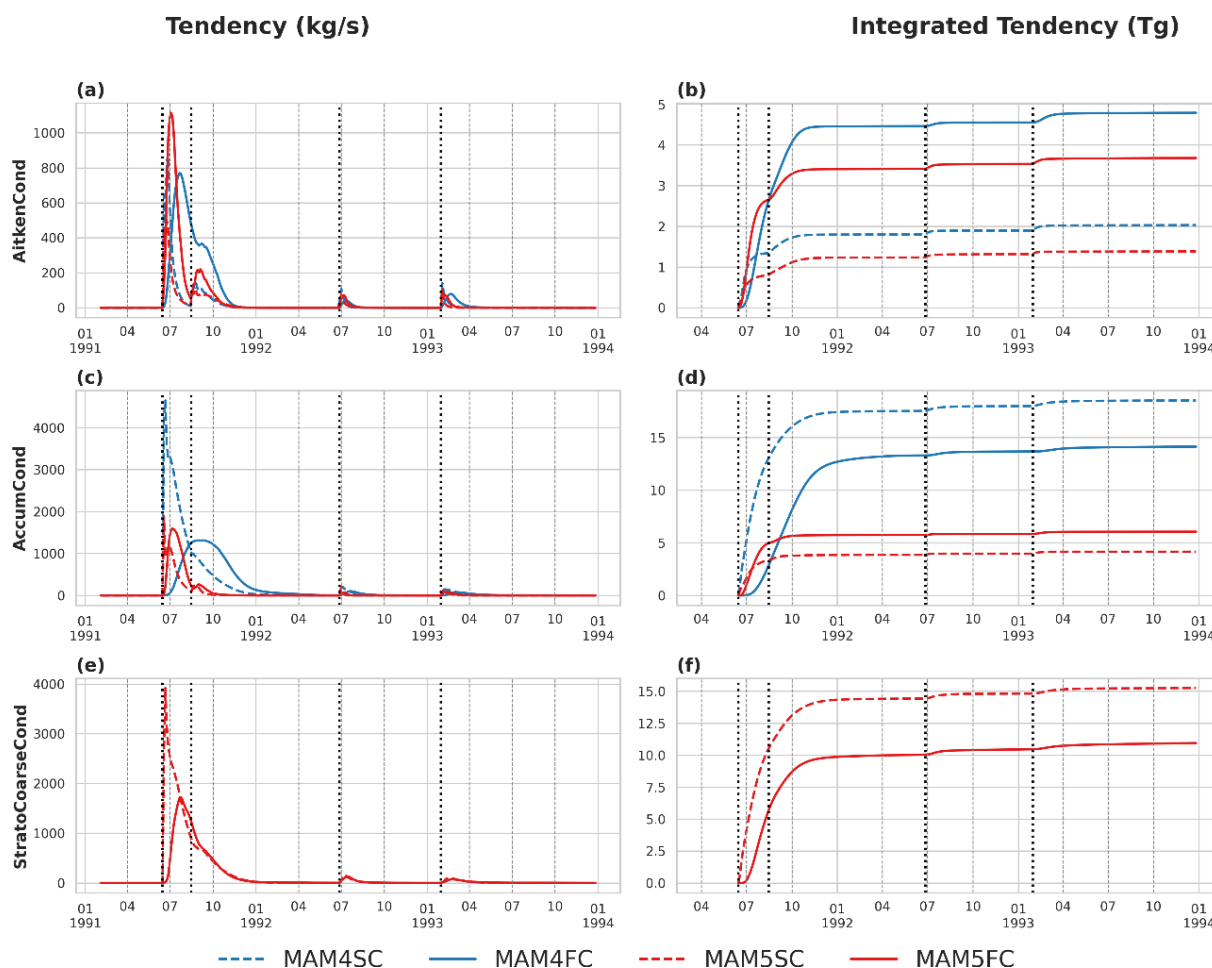 Tendency (kg/s)
Integrated Tendency (Tg)
(a)
(b)
AitkenCond
1000
800
600
400
200
0
5
4
3
2
1
0
01 04 07 10 01 04 07 10 01 04 07 10 01
1991 1992 1993 1994
04 07 10 01 04 07 10 01 04 07 10 01
1992 1993 1994
(c)
(d)
AccumCond
4000
3000
2000
1000
0
15
10
5
0
01 04 07 10 01 04 07 10 01 04 07 10 01
1991 1992 1993 1994
04 07 10 01 04 07 10 01 04 07 10 01
1992 1993 1994
(e)
(f)
StratoCoarseCond
4000
3000
2000
1000
0
15.0
12.5
10.0
7.5
5.0
2.5
0.0
01 04 07 10 01 04 07 10 01 04 07 10 01
1991 1992 1993 1994
04 07 10 01 04 07 10 01 04 07 10 01
1992 1993 1994
MAM4SC MAM4FC MAM5SC MAM5FC